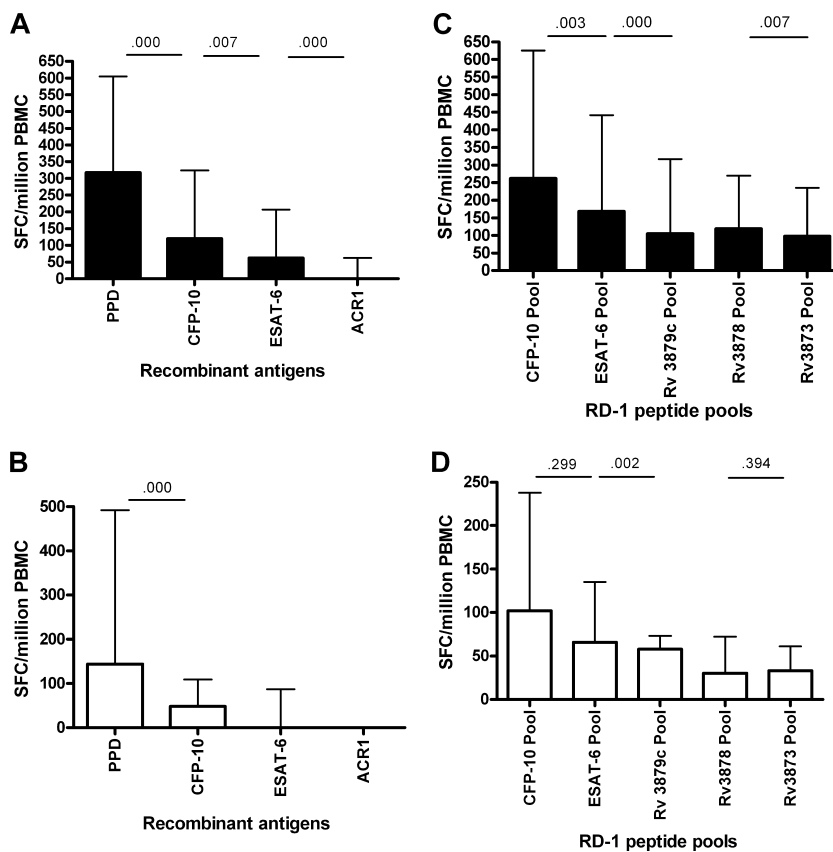 A
.000
.007
.000
SFC/million PBMC
650
600
550
500
450
400
350
300
250
200
150
100
50
0
PPD
CFP-10
ESAT-6
ACR1
Recombinant antigens
C
.003
.000
.007
SFC/million PBMC
650
600
550
500
450
400
350
300
250
200
150
100
50
0
CFP-10 Pool
ESAT-6 Pool
Rv 3879c Pool
Rv3878 Pool
Rv3873 Pool
RD-1 peptide pools
B
.000
SFC/million PBMC
500
400
300
200
100
0
PPD
CFP-10
ESAT-6
ACR1
Recombinant antigens
D
.299
.002
.394
SFC/million PBMC
250
200
150
100
50
0
CFP-10 Pool
ESAT-6 Pool
Rv 3879c Pool
Rv3878 Pool
Rv3873 Pool
RD-1 peptide pools